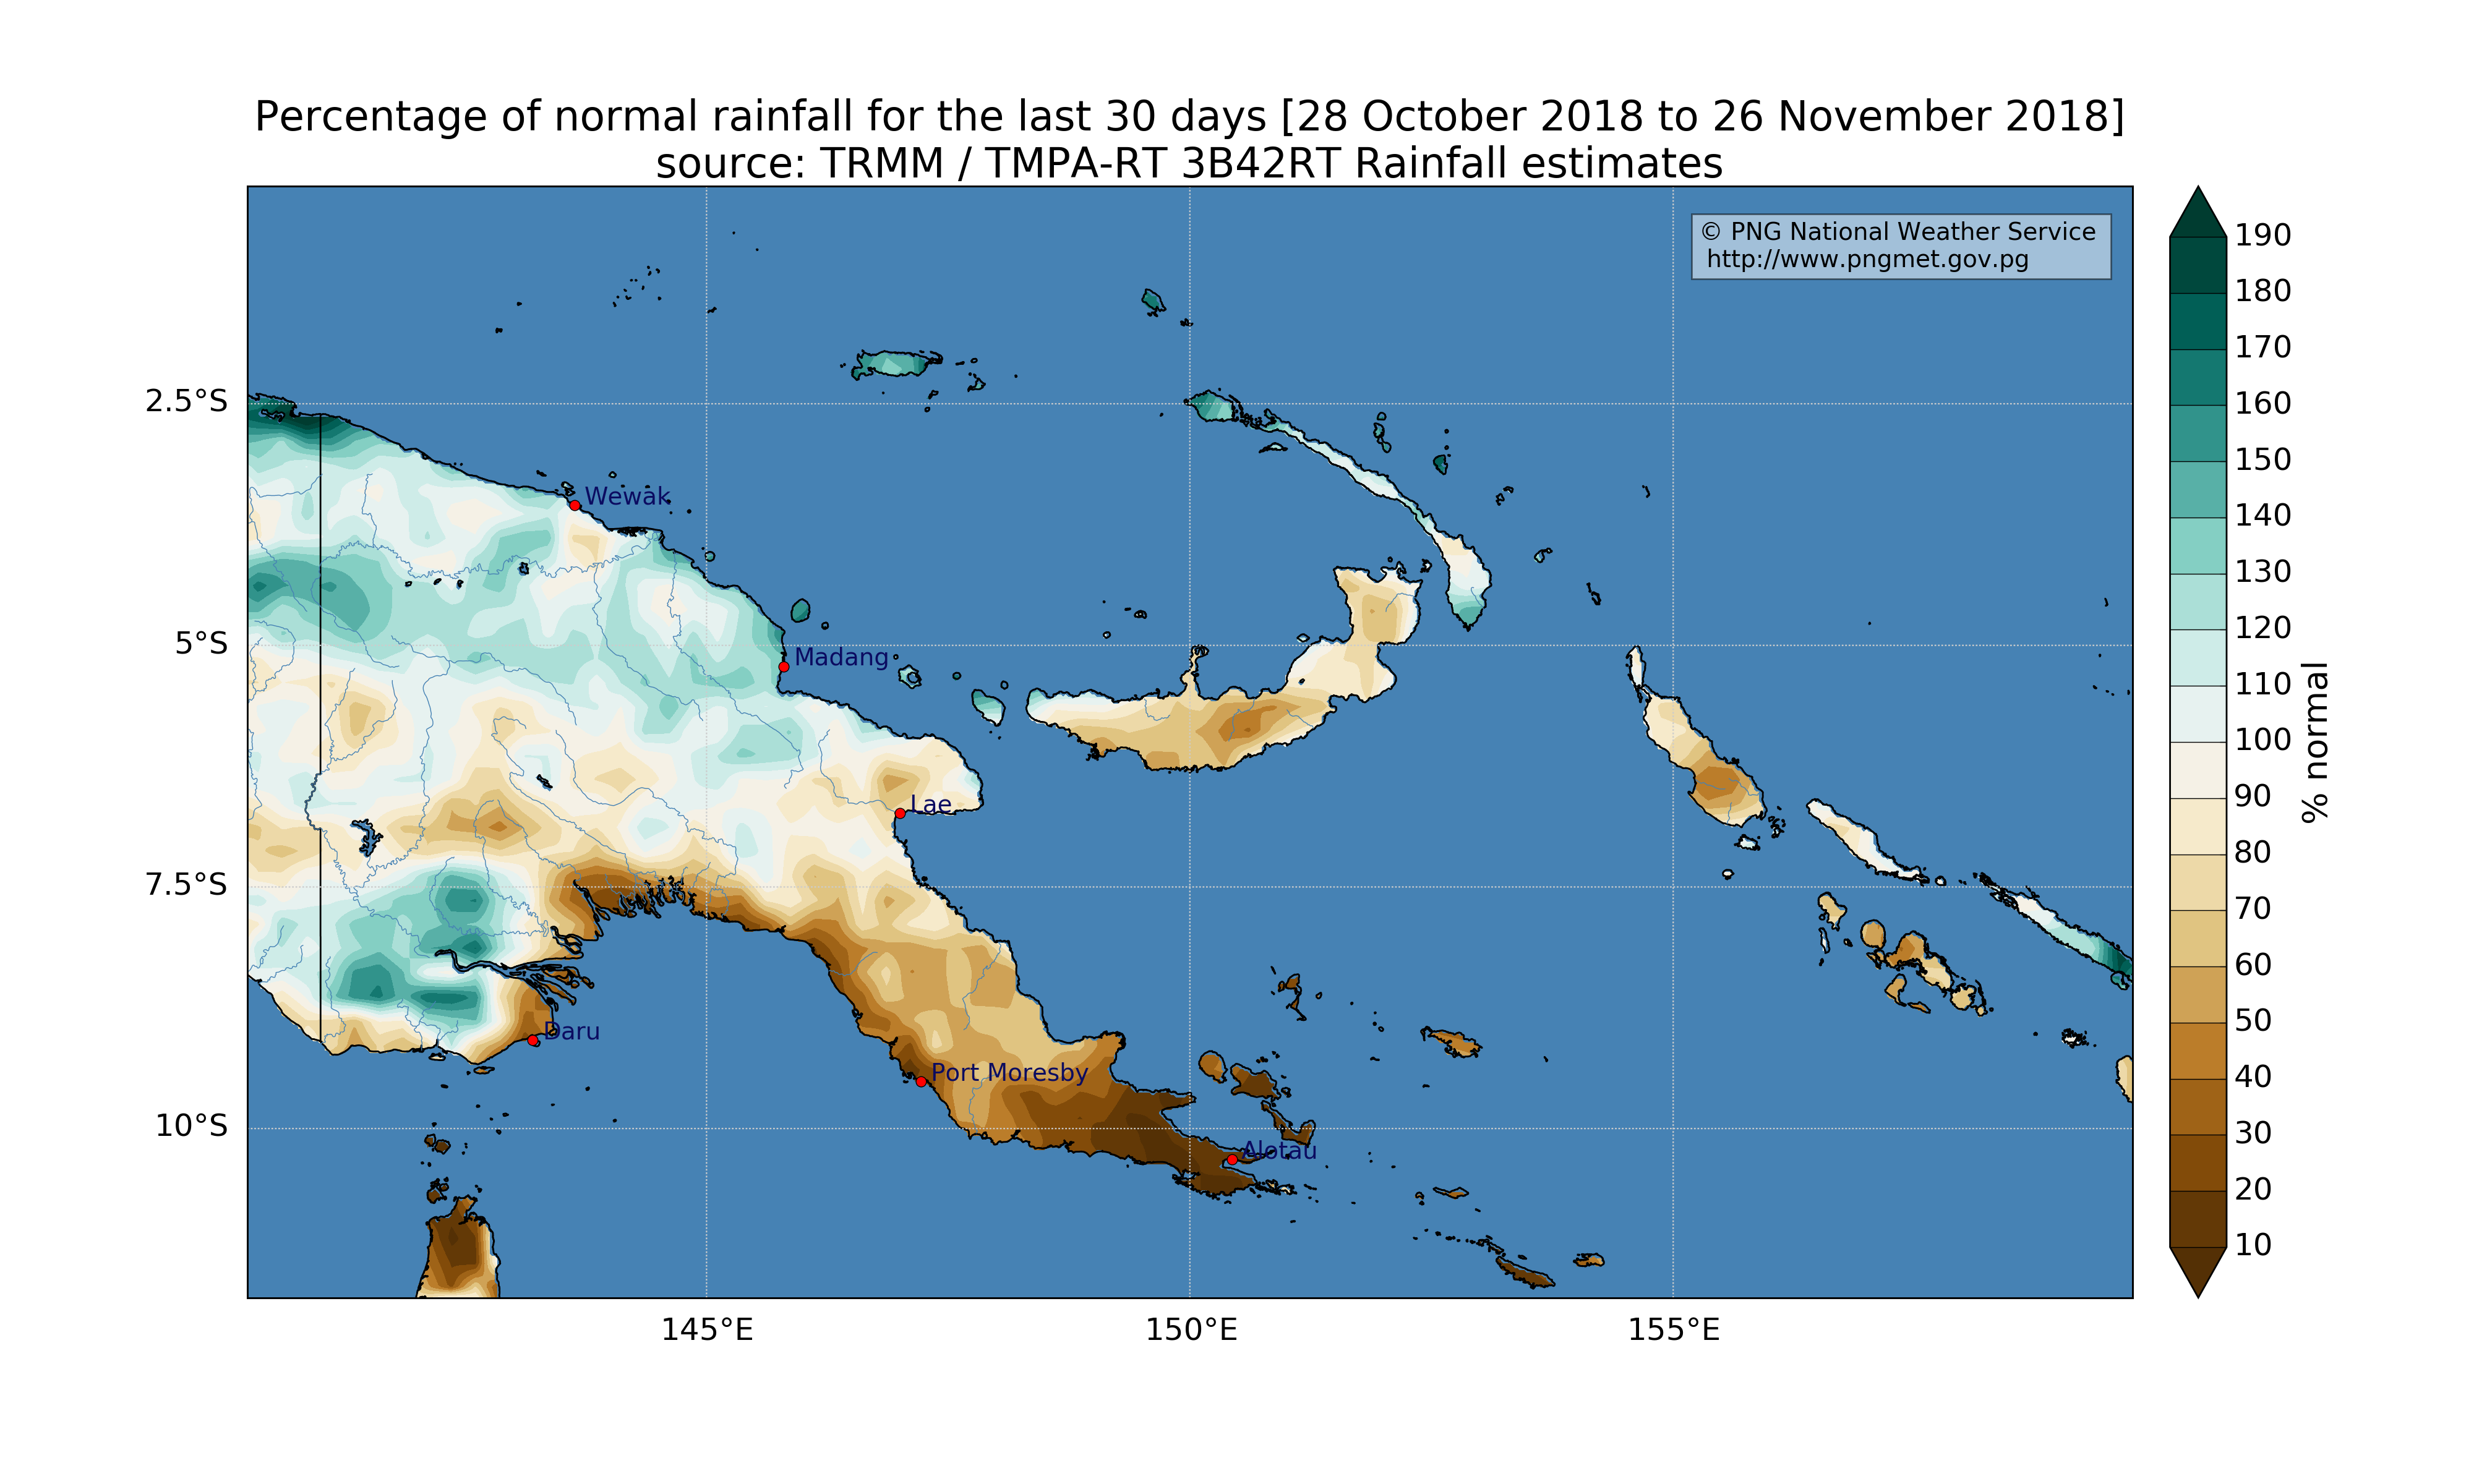 Percentage of normal rainfall for the last 30 days [28 October 2018 to 26 November 2018]
source: TRMM / TMPA-RT 3B42RT Rainfall estimates
© PNG National Weather Service
http://www.pngmet.gov.pg
190
180
170
160
150
140
130
120
110
100
90
80
70
60
50
40
30
20
10
% normal
2.5°S
5°S
7.5°S
10°S
Wewak
Madang
Lae
Daru
Port Moresby
Alotau
145°E
150°E
155°E